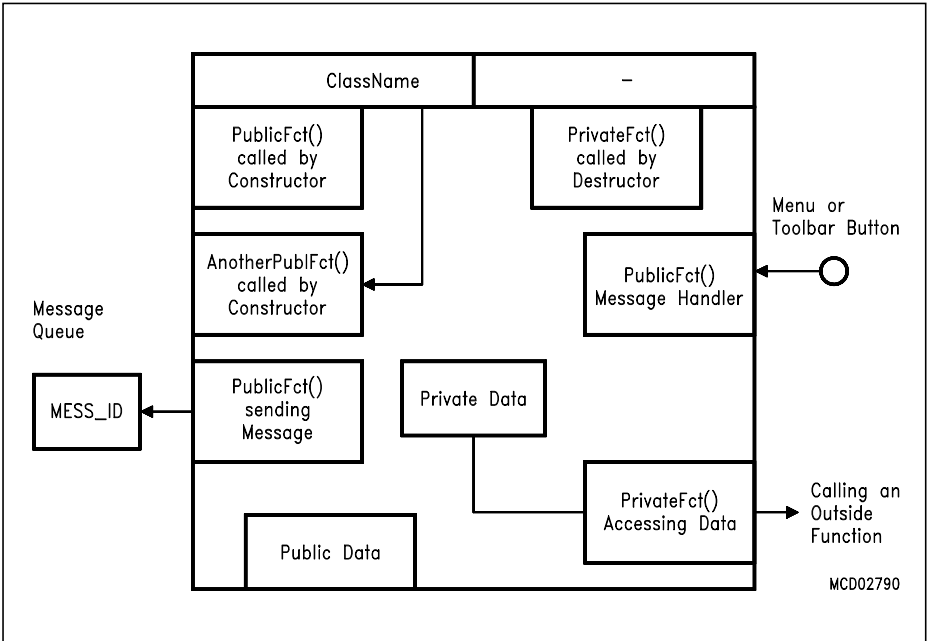 ClassName
–
PublicFct()
called by
Constructor
PrivateFct()
called by
Destructor
Menu or
Toolbar Button
AnotherPublFct()
called by
Constructor
PublicFct()
Message Handler
Message
Queue
MESS_ID
PublicFct()
sending
Message
Private Data
PrivateFct()
Accessing Data
Calling an
Outside
Function
Public Data
MCD02790